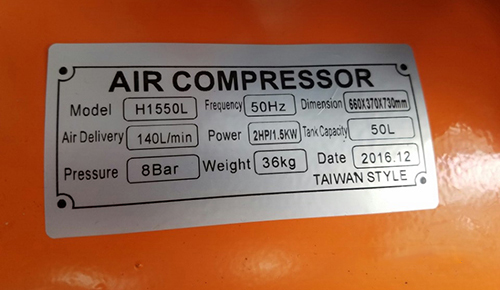 AIR COMPRESSOR
Model H1550L Frequency 50Hz Dimension 660X370X730mm
Air Delivery 140L/min Power 2HP/1.5KW Tank Capacity 50L
Pressure 8Bar Weight 36kg Date 2016.12
TAIWAN STYLE